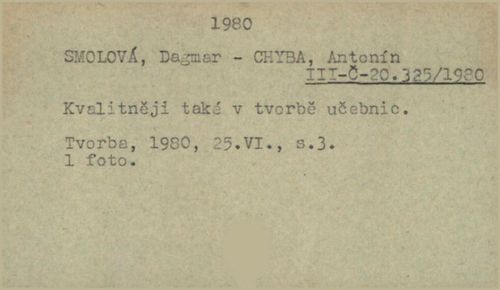 1980
SMOLOVÁ, Dagmar - CHYBA, Antonín
III-Č-20.325/1980
Kvalitněji také v tvorbě učebnic.
Tvorba, 1980, 25.VI., s.3.
1 foto.